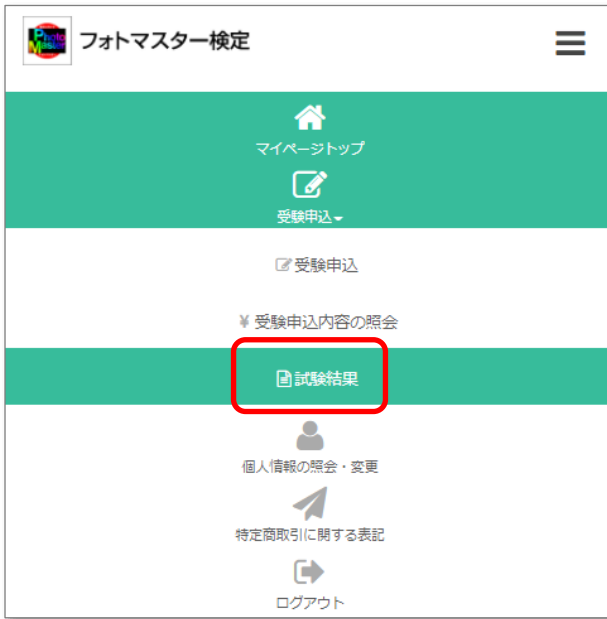 Photo
Master
フォトマスター検定
マイページトップ
受験申込
受験申込
¥ 受験申込内容の照会
試験結果
個人情報の照会・変更
特定商取引に関する表記
ログアウト